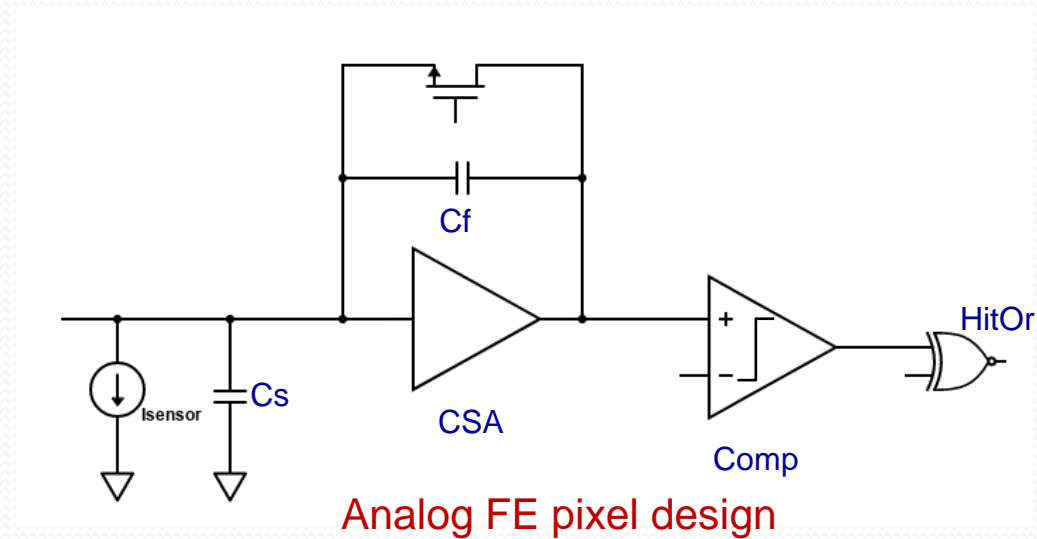 Cf
HitOr
+
Isensor
Cs
−
CSA
Comp
Analog FE pixel design